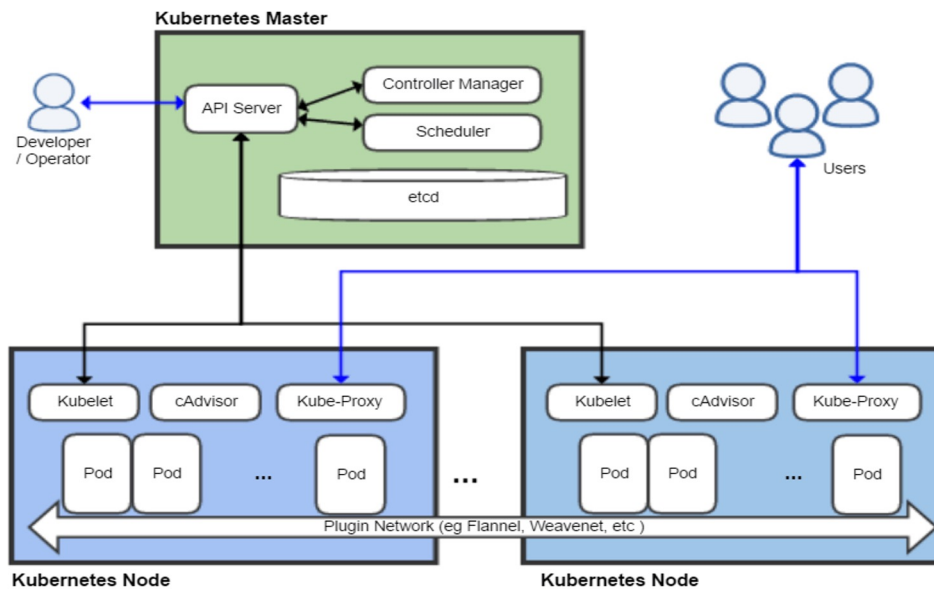 Kubernetes Master
API Server
Controller Manager
Scheduler
etcd
Developer
/ Operator
Users
Kubelet
cAdvisor
Kube-Proxy
Pod
Pod
...
Pod
...
Kubelet
cAdvisor
Kube-Proxy
Pod
Pod
...
Pod
Plugin Network (eg Flannel, Weavenet, etc )
Kubernetes Node
Kubernetes Node